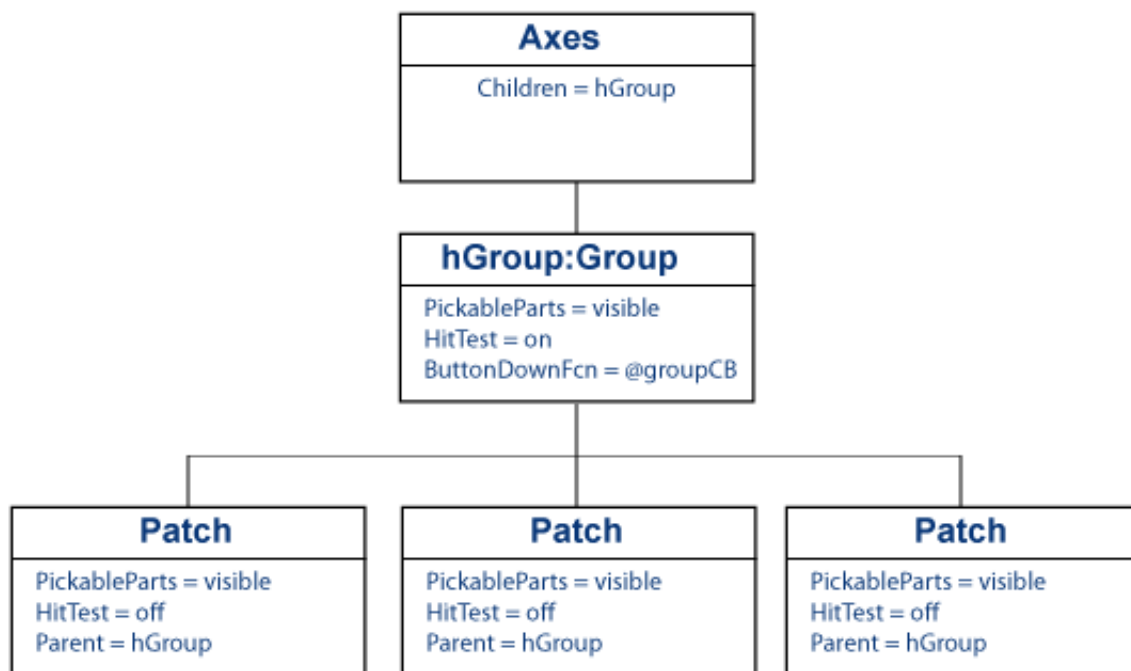 Axes
Children = hGroup
hGroup:Group
PickableParts = visible
HitTest = on
ButtonDownFcn = @groupCB
Patch
PickableParts = visible
HitTest = off
Parent = hGroup
Patch
PickableParts = visible
HitTest = off
Parent = hGroup
Patch
PickableParts = visible
HitTest = off
Parent = hGroup